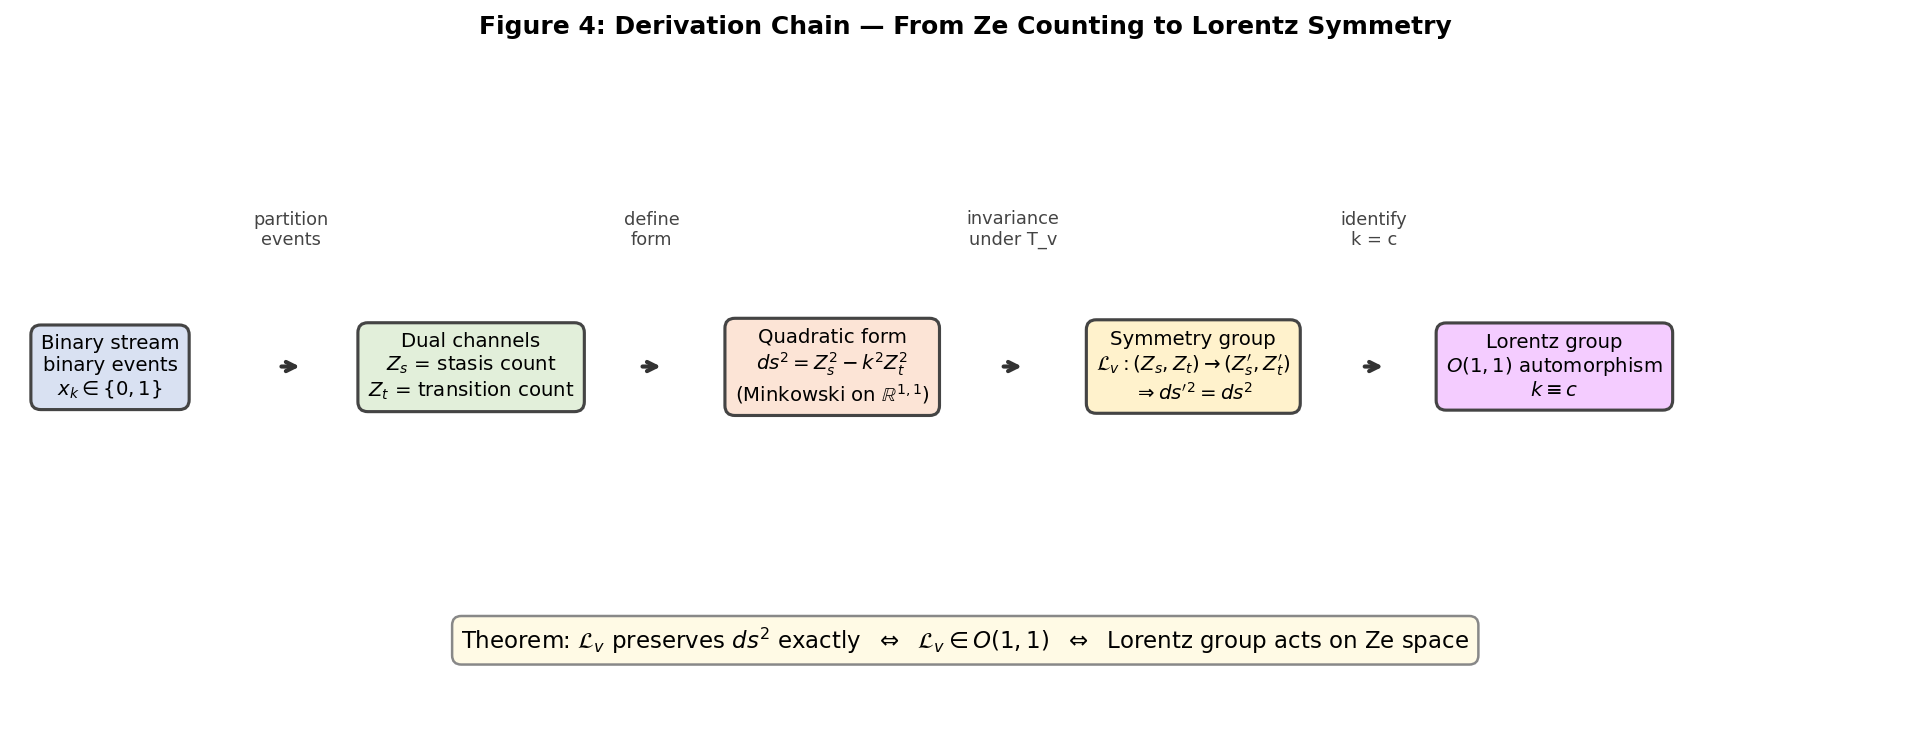 Figure 4: Derivation Chain — From Ze Counting to Lorentz Symmetry
partition
events
define
form
invariance
under T_v
identify
k = c
Binary stream
binary events
x_k ∈ {0, 1}
Dual channels
Z_s = stasis count
Z_t = transition count
Quadratic form
ds² = Z_s² − k²Z_t²
(Minkowski on ℝ^{1,1})
Symmetry group
ℒ_v : (Z_s, Z_t) → (Z_s′, Z_t′)
⇒ ds′² = ds²
Lorentz group
O(1, 1) automorphism
k ≡ c
Theorem: ℒ_v preserves ds² exactly ⇔ ℒ_v ∈ O(1, 1) ⇔ Lorentz group acts on Ze space